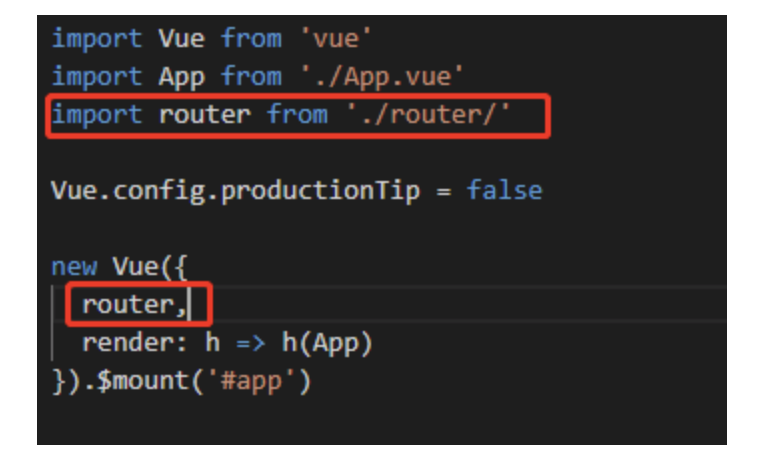 import Vue from 'vue'
import App from './App.vue'
import router from './router/'
Vue.config.productionTip = false
new Vue({
router,
render: h => h(App)
}).$mount('#app')